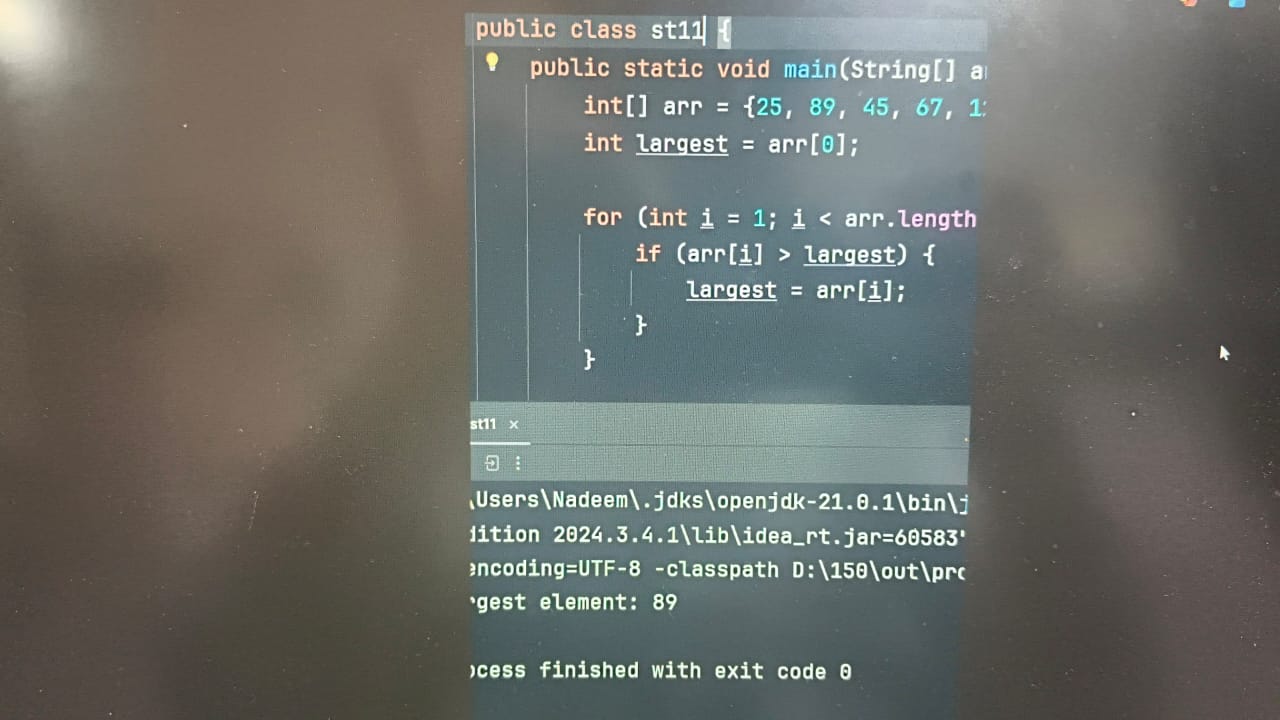 public class st11 {
public static void main(String[] a
int[] arr = {25, 89, 45, 67, 1
int largest = arr[0];
for (int i = 1; i < arr.length
if (arr[i] > largest) {
largest = arr[i];
}
}
st11 ×
\Users\Nadeem\.jdks\openjdk-21.0.1\bin\j
dition 2024.3.4.1\lib\idea_rt.jar=60583"
encoding=UTF-8 -classpath D:\150\out\pro
rgest element: 89
ocess finished with exit code 0